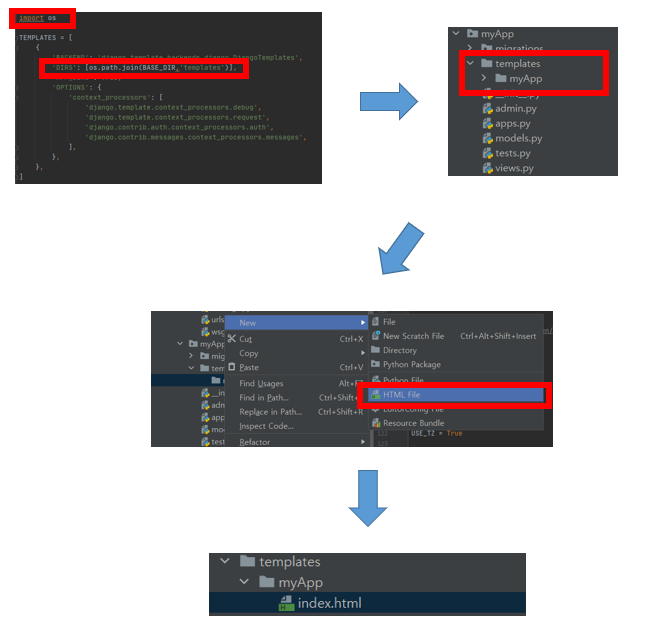 import os
TEMPLATES = [
{
'BACKEND': 'django.template.backends.django.DjangoTemplates',
'DIRS': [os.path.join(BASE_DIR, 'templates')],
'OPTIONS': {
'context_processors': [
'django.template.context_processors.debug',
'django.template.context_processors.request',
'django.contrib.auth.context_processors.auth',
'django.contrib.messages.context_processors.messages',
],
},
},
]
myApp
migrations
templates
myApp
admin.py
apps.py
models.py
tests.py
views.py
urls
wsg
myApp
mig
tem
__in
adm
app
mod
test
New
Cut Ctrl+X
Copy
Paste Ctrl+V
Find Usages Alt+F7
Find in Path... Ctrl+Shift+
Replace in Path... Ctrl+Shift+R
Inspect Code...
Refactor
File
New Scratch File Ctrl+Alt+Shift+Insert
Directory
Python Package
Python File
HTML File
EditorConfig File
Resource Bundle
USE_TZ = True
templates
myApp
index.html